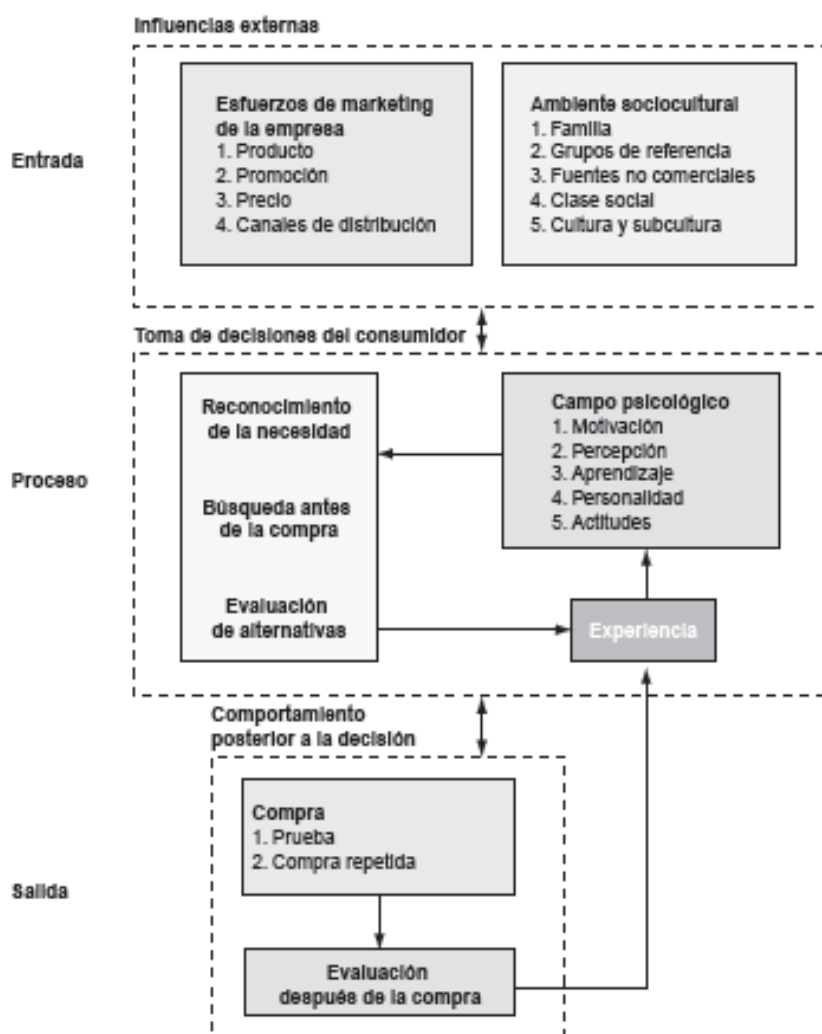 Influencias externas
Entrada
Esfuerzos de marketing
de la empresa
1. Producto
2. Promoción
3. Precio
4. Canales de distribución
Ambiente sociocultural
1. Familia
2. Grupos de referencia
3. Fuentes no comerciales
4. Clase social
5. Cultura y subcultura
Toma de decisiones del consumidor
Proceso
Reconocimiento
de la necesidad
Búsqueda antes
de la compra
Evaluación
de alternativas
Campo psicológico
1. Motivación
2. Percepción
3. Aprendizaje
4. Personalidad
5. Actitudes
Experiencia
Comportamiento
posterior a la decisión
Salida
Compra
1. Prueba
2. Compra repetida
Evaluación
después de la compra